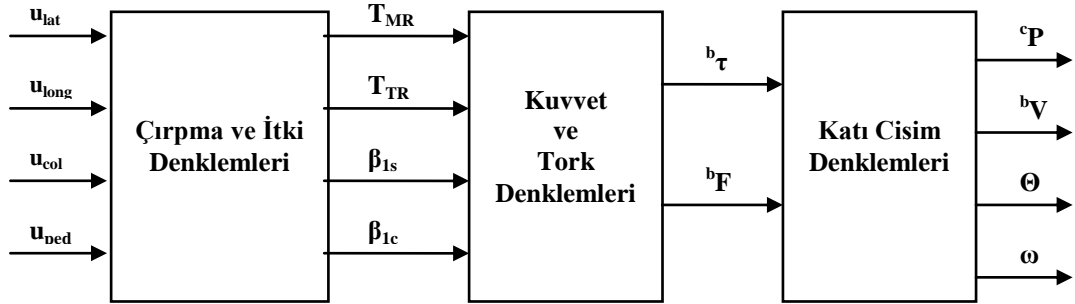 u_lat
u_long
u_col
u_ped
Çırpma ve İtki
Denklemleri
T_MR
T_TR
β_1s
β_1c
Kuvvet
ve
Tork
Denklemleri
ᵇτ
ᵇF
Katı Cisim
Denklemleri
ᶜP
ᵇV
Θ
ω